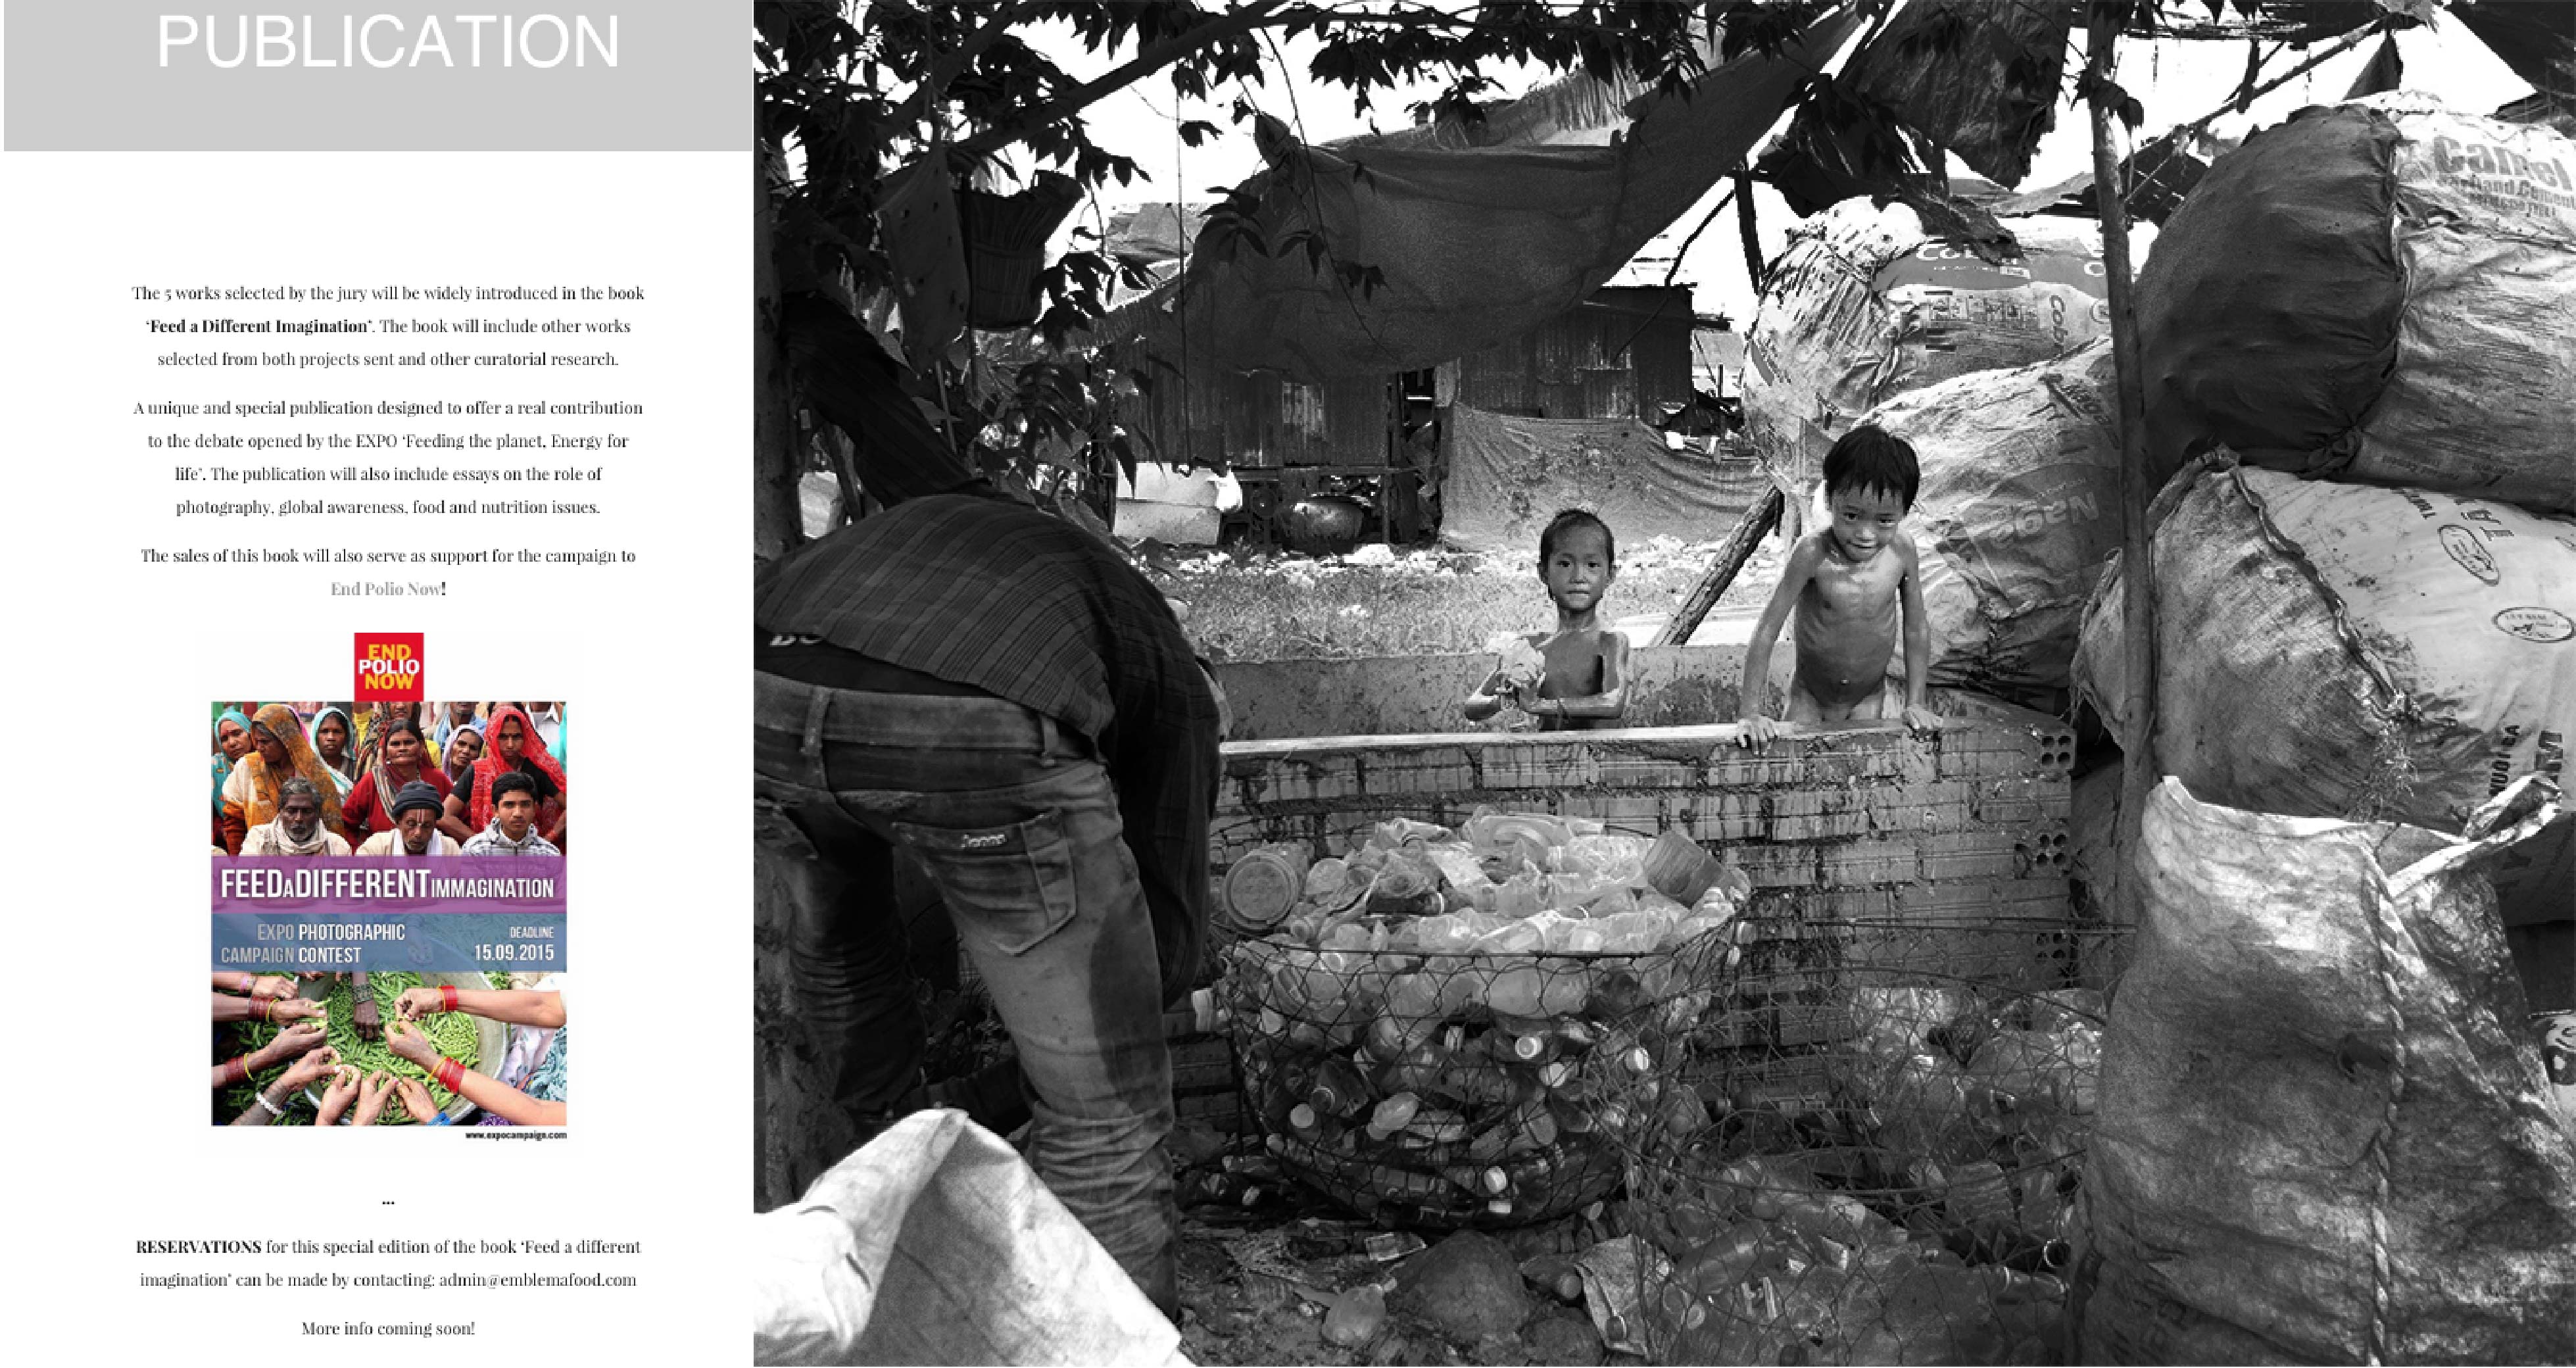 PUBLICATION
The 5 works selected by the jury will be widely introduced in the book
‘Feed a Different Imagination’. The book will include other works
selected from both projects sent and other curatorial research.
A unique and special publication designed to offer a real contribution
to the debate opened by the EXPO ‘Feeding the planet, Energy for
life’. The publication will also include essays on the role of
photography, global awareness, food and nutrition issues.
The sales of this book will also serve as support for the campaign to
End Polio Now!
END
POLIO
NOW
FEEDADIFFERENTIMMAGINATION
EXPO PHOTOGRAPHIC
CAMPAIGN CONTEST
DEADLINE
15.09.2015
www.expocampaign.com
...
RESERVATIONS for this special edition of the book ‘Feed a different
imagination’ can be made by contacting: admin@emblemafood.com
More info coming soon!
Camel